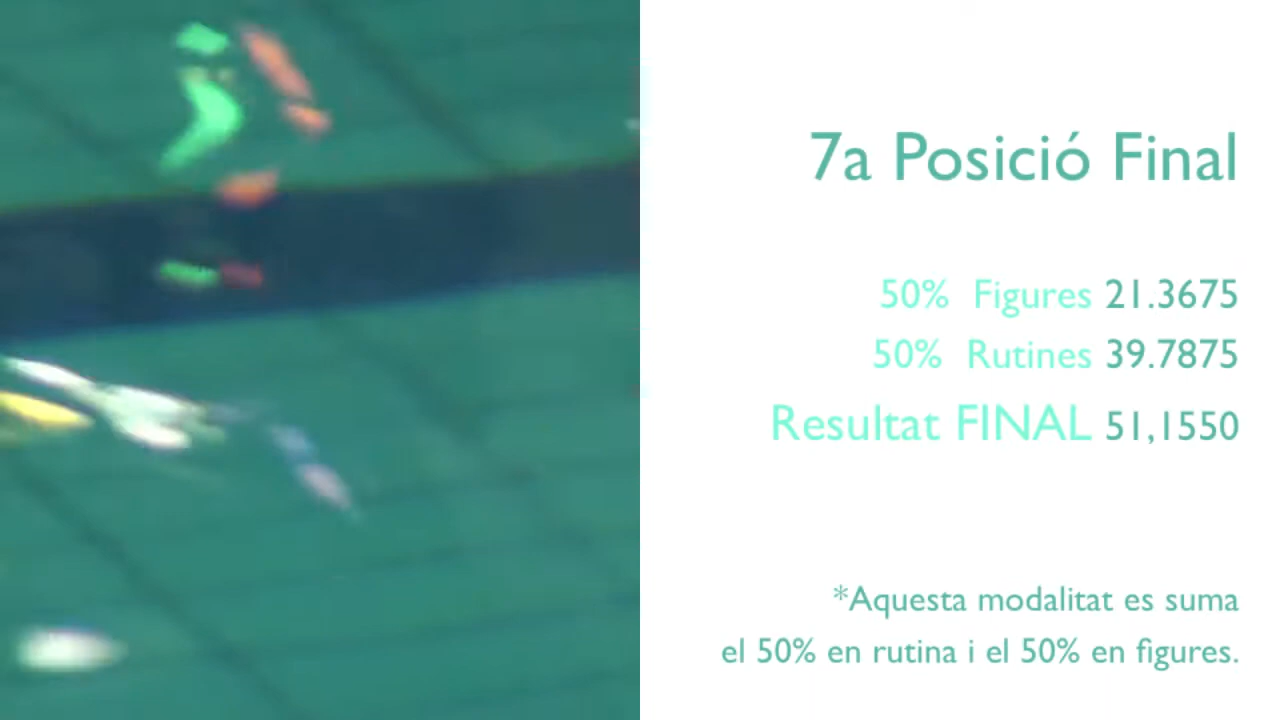 7a Posició Final
50% Figures 21.3675
50% Rutines 39.7875
Resultat FINAL 51,1550
*Aquesta modalitat es suma
el 50% en rutina i el 50% en figures.